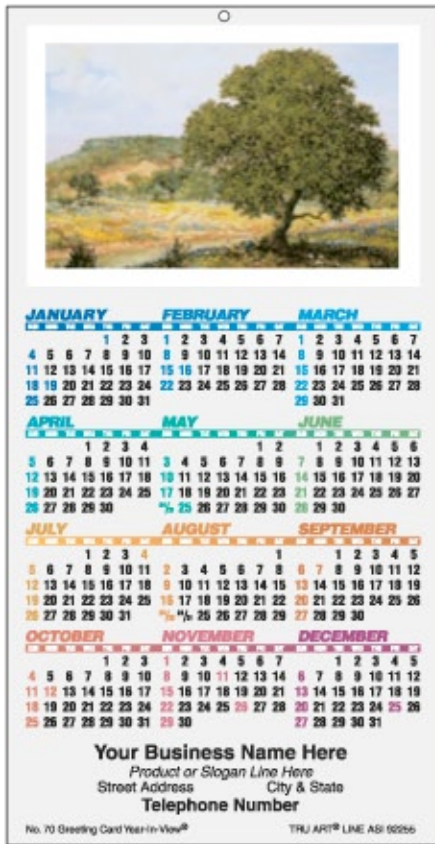 JANUARY FEBRUARY MARCH
1 2 3 1 2 3 4 5 6 7 1 2 3 4 5 6 7
4 5 6 7 8 9 10 8 9 10 11 12 13 14 8 9 10 11 12 13 14
11 12 13 14 15 16 17 15 16 17 18 19 20 21 15 16 17 18 19 20 21
18 19 20 21 22 23 24 22 23 24 25 26 27 28 22 23 24 25 26 27 28
25 26 27 28 29 30 31 29 30 31
APRIL MAY JUNE
1 2 3 4 1 2 1 2 3 4 5 6
5 6 7 8 9 10 11 3 4 5 6 7 8 9 7 8 9 10 11 12 13
12 13 14 15 16 17 18 10 11 12 13 14 15 16 14 15 16 17 18 19 20
19 20 21 22 23 24 25 17 18 19 20 21 22 23 21 22 23 24 25 26 27
26 27 28 29 30 24/31 25 26 27 28 29 30 28 29 30
JULY AUGUST SEPTEMBER
1 2 3 4 1 1 2 3 4 5
5 6 7 8 9 10 11 2 3 4 5 6 7 8 6 7 8 9 10 11 12
12 13 14 15 16 17 18 9 10 11 12 13 14 15 13 14 15 16 17 18 19
19 20 21 22 23 24 25 16 17 18 19 20 21 22 20 21 22 23 24 25 26
26 27 28 29 30 31 23/30 24/31 25 26 27 28 29 27 28 29 30
OCTOBER NOVEMBER DECEMBER
1 2 3 1 2 3 4 5 6 7 1 2 3 4 5
4 5 6 7 8 9 10 8 9 10 11 12 13 14 6 7 8 9 10 11 12
11 12 13 14 15 16 17 15 16 17 18 19 20 21 13 14 15 16 17 18 19
18 19 20 21 22 23 24 22 23 24 25 26 27 28 20 21 22 23 24 25 26
25 26 27 28 29 30 31 29 30 27 28 29 30 31
Your Business Name Here
Product or Slogan Line Here
Street Address City & State
Telephone Number
No. 70 Greeting Card Year-In-View® TRU ART® LINE ASI 92255